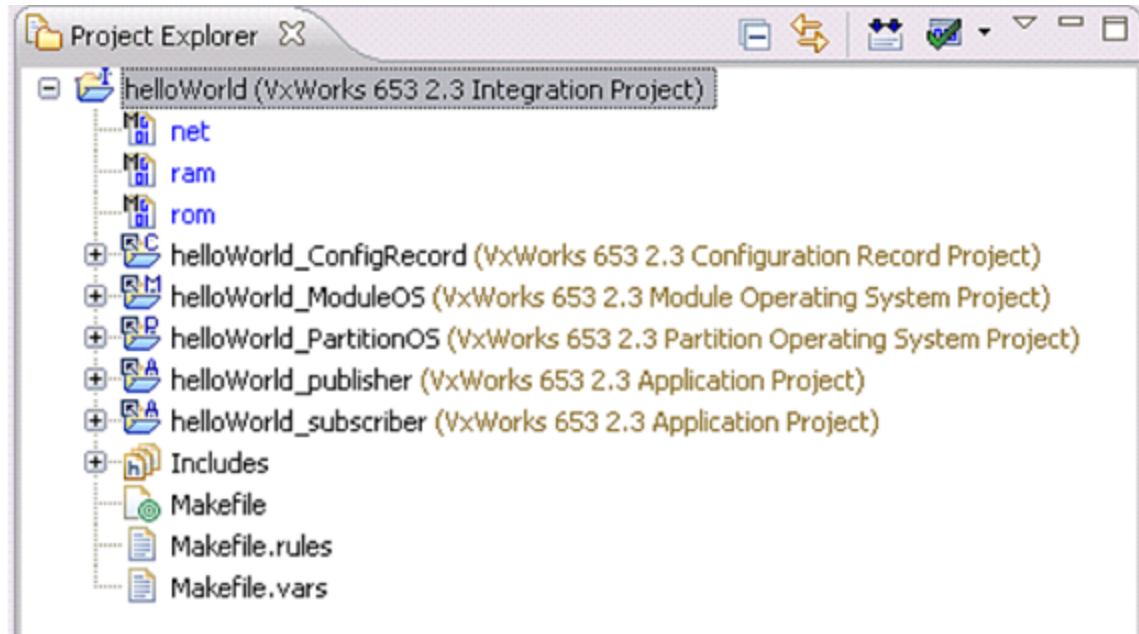 Project Explorer
helloWorld (VxWorks 653 2.3 Integration Project)
net
ram
rom
helloWorld_ConfigRecord (VxWorks 653 2.3 Configuration Record Project)
helloWorld_ModuleOS (VxWorks 653 2.3 Module Operating System Project)
helloWorld_PartitionOS (VxWorks 653 2.3 Partition Operating System Project)
helloWorld_publisher (VxWorks 653 2.3 Application Project)
helloWorld_subscriber (VxWorks 653 2.3 Application Project)
Includes
Makefile
Makefile.rules
Makefile.vars